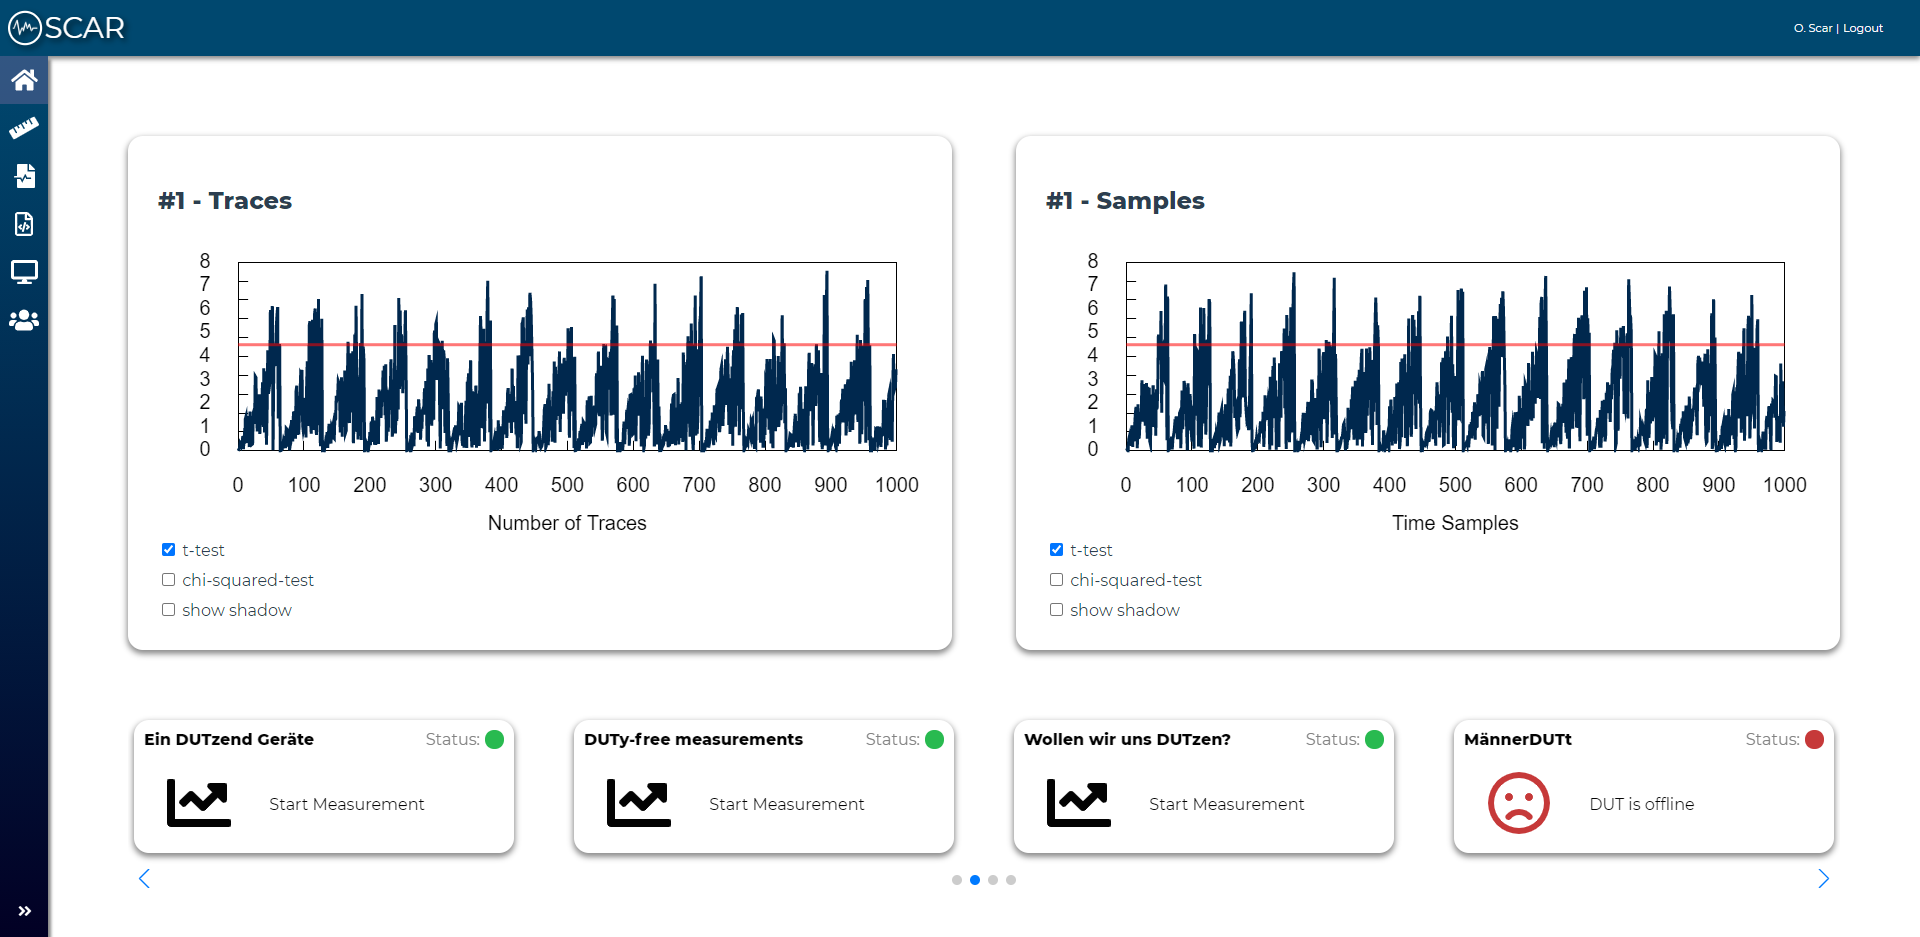 OSCAR
O. Scar | Logout
#1 - Traces
8
7
6
5
4
3
2
1
0
0 100 200 300 400 500 600 700 800 900 1000
Number of Traces
t-test
chi-squared-test
show shadow
#1 - Samples
8
7
6
5
4
3
2
1
0
0 100 200 300 400 500 600 700 800 900 1000
Time Samples
t-test
chi-squared-test
show shadow
Ein DUTzend Geräte Status:
Start Measurement
DUTy-free measurements Status:
Start Measurement
Wollen wir uns DUTzen? Status:
Start Measurement
MännerDUTt Status:
DUT is offline